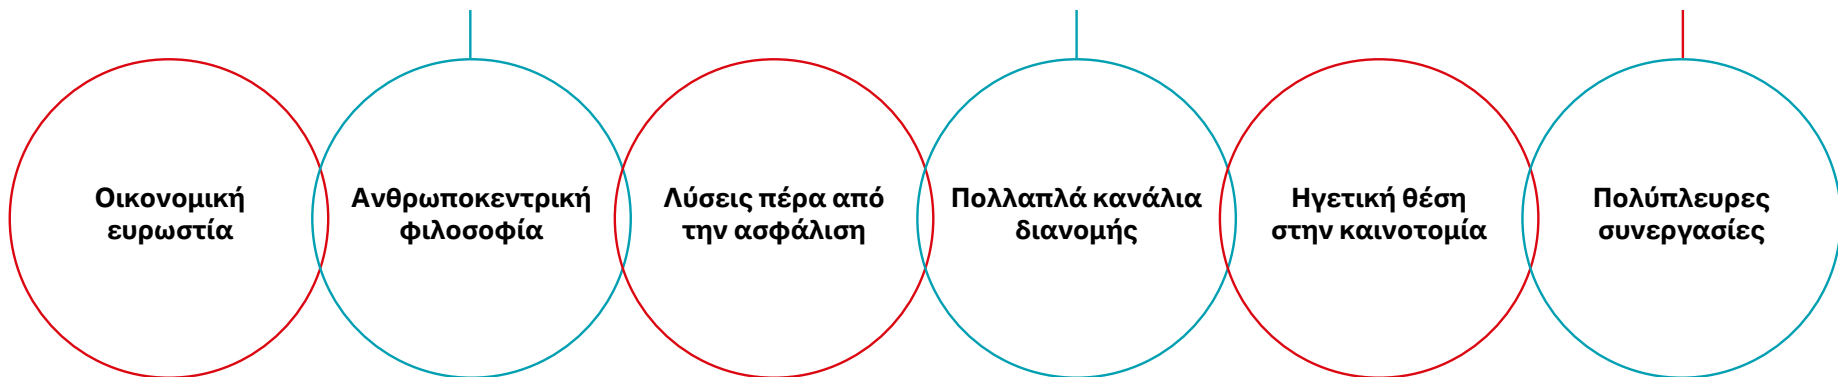 Οικονομική
ευρωστία
Ανθρωποκεντρική
φιλοσοφία
Λύσεις πέρα από
την ασφάλιση
Πολλαπλά κανάλια
διανομής
Ηγετική θέση
στην καινοτομία
Πολύπλευρες
συνεργασίες